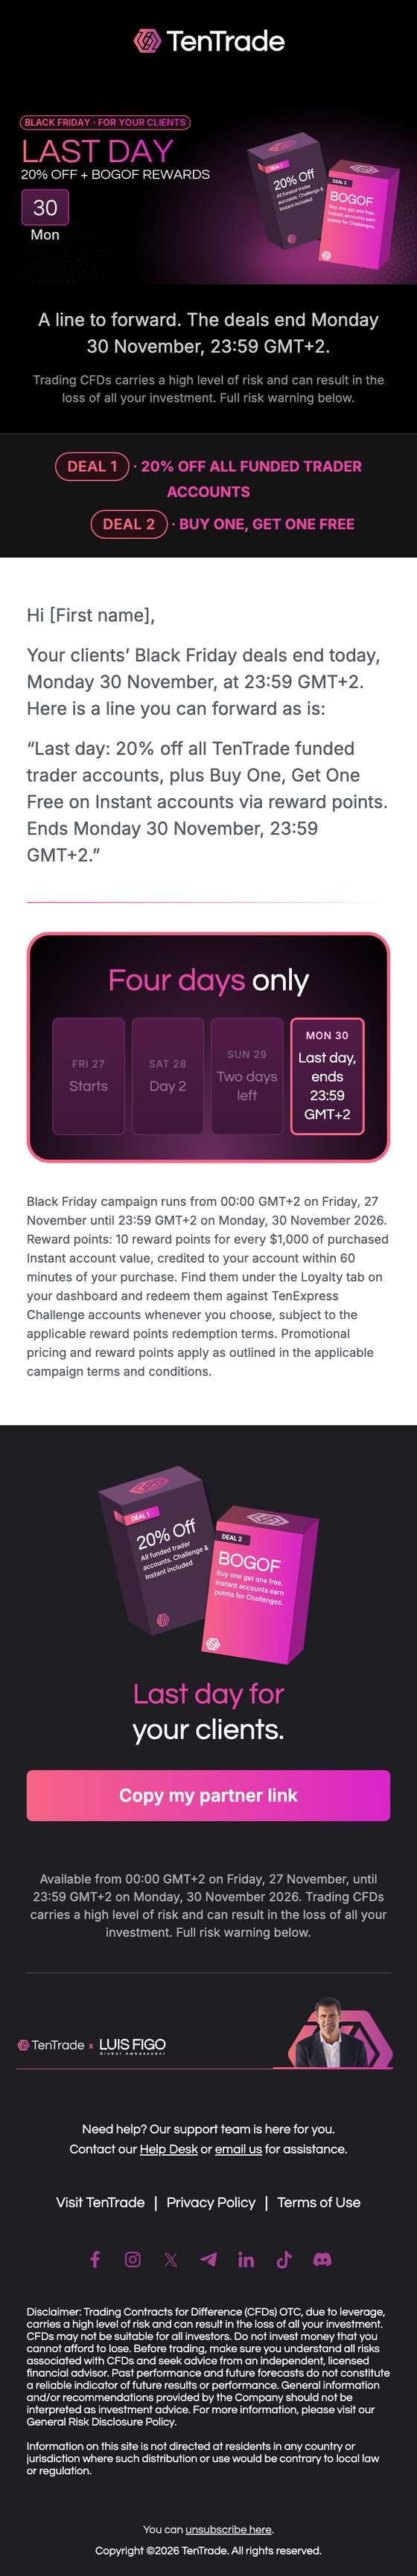 TenTrade
BLACK FRIDAY · FOR YOUR CLIENTS
LAST DAY
20% OFF + BOGOF REWARDS
30
Mon
DEAL 1
20% Off
All funded trader
accounts. Challenge &
Instant included
DEAL 2
BOGOF
Buy one get one free.
Instant accounts earn
points for Challenges.
A line to forward. The deals end Monday
30 November, 23:59 GMT+2.
Trading CFDs carries a high level of risk and can result in the
loss of all your investment. Full risk warning below.
DEAL 1 · 20% OFF ALL FUNDED TRADER
ACCOUNTS
DEAL 2 · BUY ONE, GET ONE FREE
Hi [First name],
Your clients’ Black Friday deals end today,
Monday 30 November, at 23:59 GMT+2.
Here is a line you can forward as is:
“Last day: 20% off all TenTrade funded
trader accounts, plus Buy One, Get One
Free on Instant accounts via reward points.
Ends Monday 30 November, 23:59
GMT+2.”
Four days only
FRI 27
Starts
SAT 28
Day 2
SUN 29
Two days
left
MON 30
Last day,
ends
23:59
GMT+2
Black Friday campaign runs from 00:00 GMT+2 on Friday, 27
November until 23:59 GMT+2 on Monday, 30 November 2026.
Reward points: 10 reward points for every $1,000 of purchased
Instant account value, credited to your account within 60
minutes of your purchase. Find them under the Loyalty tab on
your dashboard and redeem them against TenExpress
Challenge accounts whenever you choose, subject to the
applicable reward points redemption terms. Promotional
pricing and reward points apply as outlined in the applicable
campaign terms and conditions.
DEAL 1
20% Off
All funded trader
accounts. Challenge &
Instant included
DEAL 2
BOGOF
Buy one get one free.
Instant accounts earn
points for Challenges.
Last day for
your clients.
Copy my partner link
Available from 00:00 GMT+2 on Friday, 27 November, until
23:59 GMT+2 on Monday, 30 November 2026. Trading CFDs
carries a high level of risk and can result in the loss of all your
investment. Full risk warning below.
TenTrade x LUIS FIGO
Global Ambassador
Need help? Our support team is here for you.
Contact our Help Desk or email us for assistance.
Visit TenTrade | Privacy Policy | Terms of Use
Disclaimer: Trading Contracts for Difference (CFDs) OTC, due to leverage,
carries a high level of risk and can result in the loss of all your investment.
CFDs may not be suitable for all investors. Do not invest money that you
cannot afford to lose. Before trading, make sure you understand all risks
associated with CFDs and seek advice from an independent, licensed
financial advisor. Past performance and future forecasts do not constitute
a reliable indicator of future results or performance. General information
and/or recommendations provided by the Company should not be
interpreted as investment advice. For more information, please visit our
General Risk Disclosure Policy.
Information on this site is not directed at residents in any country or
jurisdiction where such distribution or use would be contrary to local law
or regulation.
You can unsubscribe here.
Copyright ©2026 TenTrade. All rights reserved.